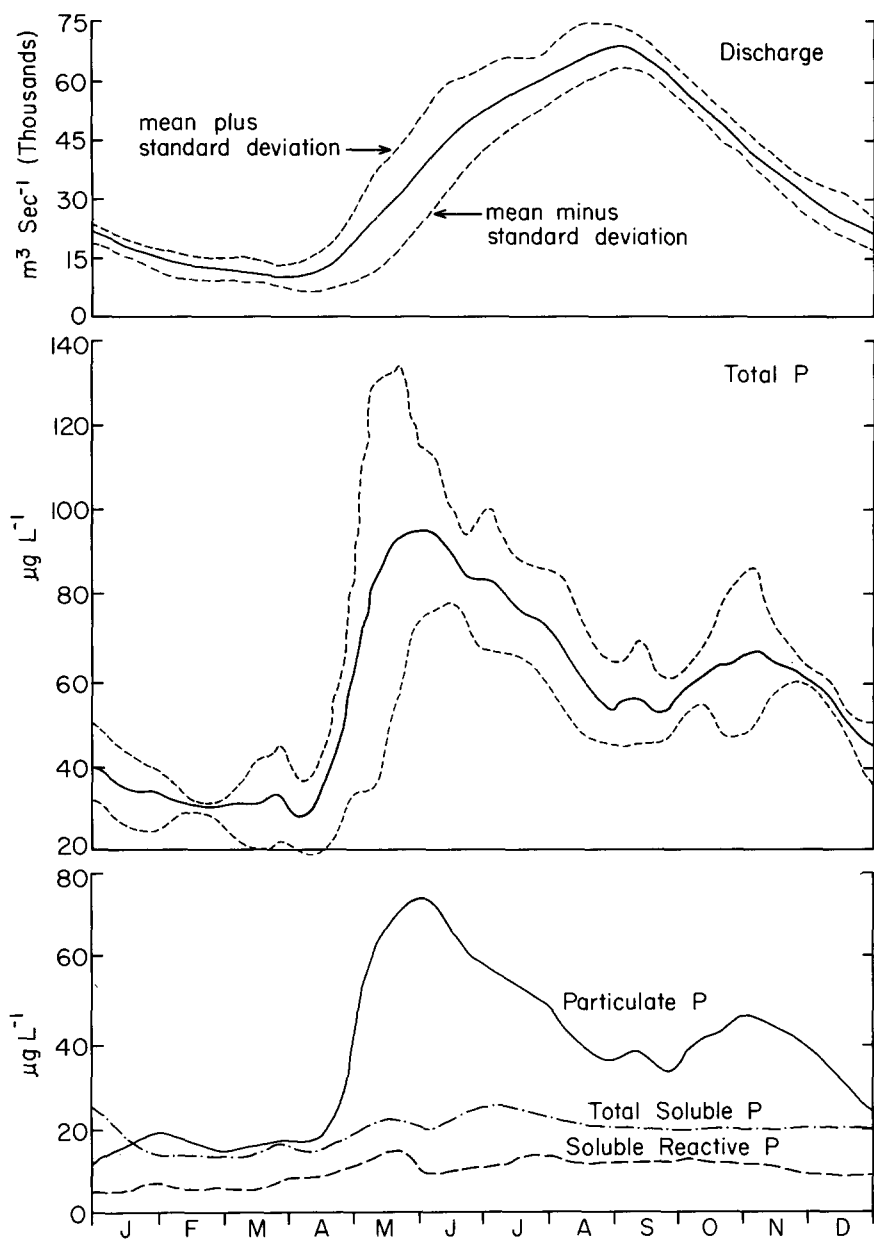 75
60
45
30
15
0
m³ Sec⁻¹ (Thousands)
Discharge
mean plus
standard deviation
mean minus
standard deviation
140
120
100
80
60
40
20
µg L⁻¹
Total P
80
60
40
20
0
µg L⁻¹
Particulate P
Total Soluble P
Soluble Reactive P
J F M A M J J A S O N D